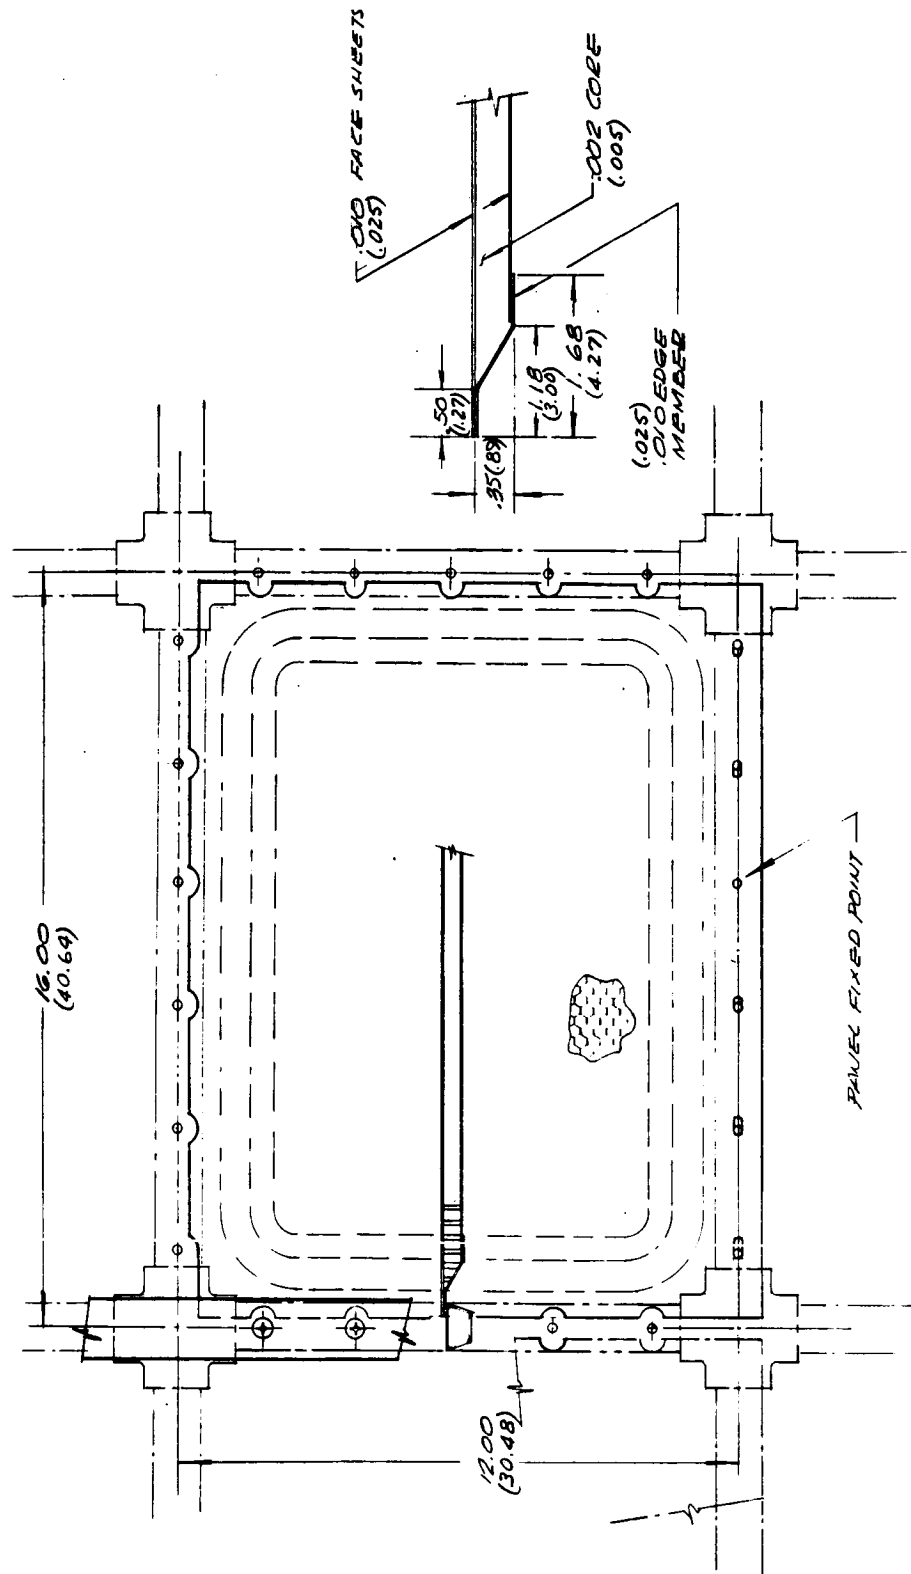 .010 FACE SHEETS
(.025)
.002 CORE
(.005)
.50
(1.27)
.35(.89)
1.18
(3.00)
1.68
(4.27)
(.025)
.010 EDGE
MEMBER
16.00
(40.64)
12.00
(30.48)
PANEL FIXED POINT